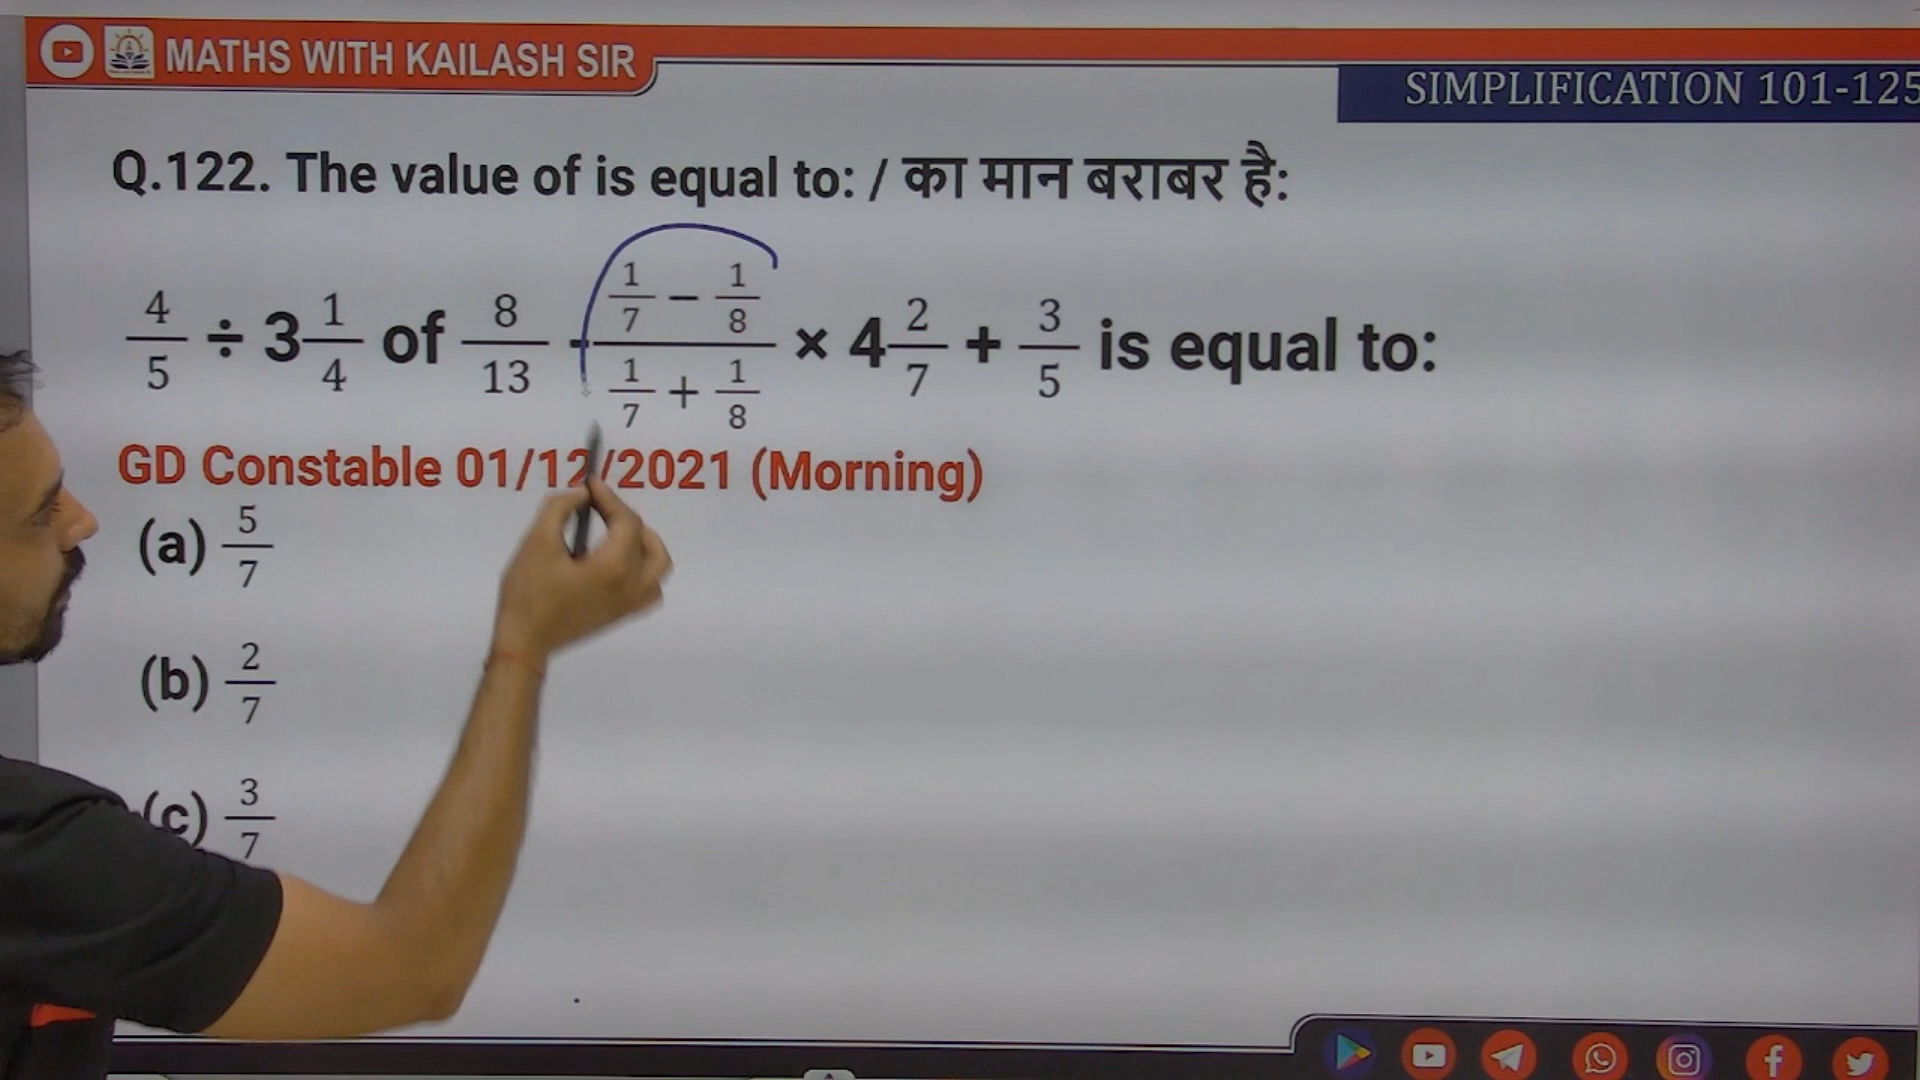 MATHS WITH KAILASH SIR
SIMPLIFICATION 101-125
Q.122. The value of is equal to: / का मान बराबर है:
4/5 ÷ 3 1/4 of 8/13 - (1/7 − 1/8)/(1/7 + 1/8) × 4 2/7 + 3/5 is equal to:
GD Constable 01/12/2021 (Morning)
(a) 5/7
(b) 2/7
(c) 3/7